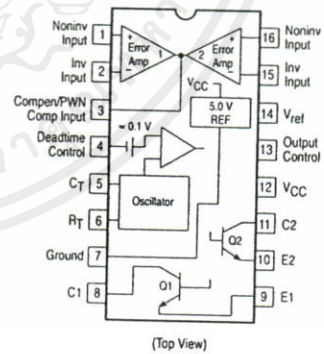 Noninv
Input
1
Inv
Input
2
Compen/PWN
Comp Input
3
Deadtime
Control
4
CT
5
RT
6
Ground
7
C1
8
+
Error
Amp
1
−
+
2
Error
Amp
−
VCC
5.0 V
REF
≈ 0.1 V
Oscillator
Q2
Q1
16
Noninv
Input
15
Inv
Input
14
Vref
13
Output
Control
12
VCC
11
C2
10
E2
9
E1
(Top View)